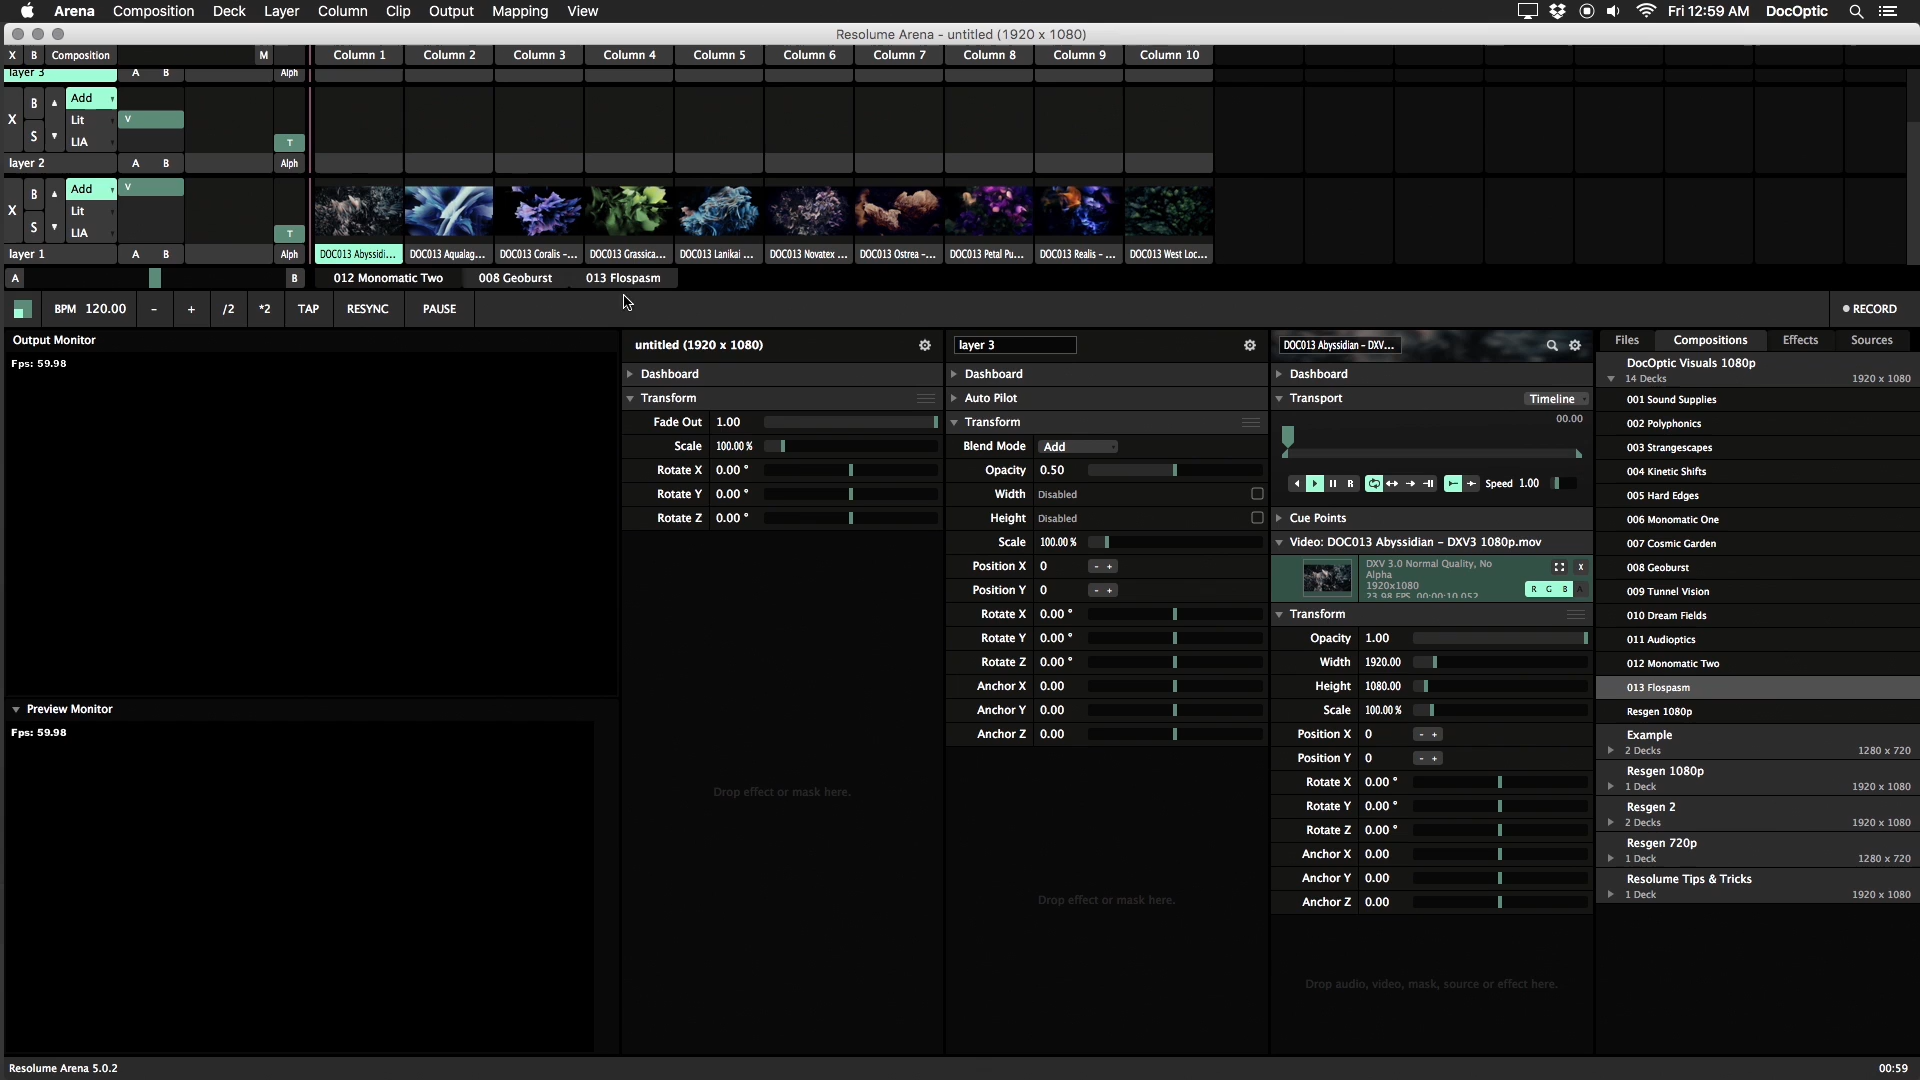 Arena Composition Deck Layer Column Clip Output Mapping View Fri 12:59 AM DocOptic
Resolume Arena - untitled (1920 x 1080)
X B Composition M Column 1 Column 2 Column 3 Column 4 Column 5 Column 6 Column 7 Column 8 Column 9 Column 10
layer 3 A B Alph
X B S Add Lit LIA V T
layer 2 A B Alph
X B S Add Lit LIA V T
layer 1 A B Alph DOC013 Abyssidi... DOC013 Aqualag... DOC013 Coralis -... DOC013 Grassica... DOC013 Lanikai ... DOC013 Novatex ... DOC013 Ostrea -... DOC013 Petal Pu... DOC013 Realis - ... DOC013 West Loc...
A B 012 Monomatic Two 008 Geoburst 013 Flospasm
BPM 120.00 - + /2 *2 TAP RESYNC PAUSE RECORD
Output Monitor
Fps: 59.98
Preview Monitor
Fps: 59.98
untitled (1920 x 1080)
Dashboard
Transform
Fade Out 1.00
Scale 100.00 %
Rotate X 0.00 °
Rotate Y 0.00 °
Rotate Z 0.00 °
Drop effect or mask here.
layer 3
Dashboard
Auto Pilot
Transform
Blend Mode Add
Opacity 0.50
Width Disabled
Height Disabled
Scale 100.00 %
Position X 0 - +
Position Y 0 - +
Rotate X 0.00 °
Rotate Y 0.00 °
Rotate Z 0.00 °
Anchor X 0.00
Anchor Y 0.00
Anchor Z 0.00
Drop effect or mask here.
DOC013 Abyssidian - DXV...
Dashboard
Transport Timeline
00.00
R Speed 1.00
Cue Points
Video: DOC013 Abyssidian - DXV3 1080p.mov
DXV 3.0 Normal Quality, No
Alpha X
1920x1080
23.98 FPS, 00:00:10.052 R G B A
Transform
Opacity 1.00
Width 1920.00
Height 1080.00
Scale 100.00 %
Position X 0 - +
Position Y 0 - +
Rotate X 0.00 °
Rotate Y 0.00 °
Rotate Z 0.00 °
Anchor X 0.00
Anchor Y 0.00
Anchor Z 0.00
Drop audio, video, mask, source or effect here.
Files Compositions Effects Sources
DocOptic Visuals 1080p
14 Decks 1920 x 1080
001 Sound Supplies
002 Polyphonics
003 Strangescapes
004 Kinetic Shifts
005 Hard Edges
006 Monomatic One
007 Cosmic Garden
008 Geoburst
009 Tunnel Vision
010 Dream Fields
011 Audioptics
012 Monomatic Two
013 Flospasm
Resgen 1080p
Example
2 Decks 1280 x 720
Resgen 1080p
1 Deck 1920 x 1080
Resgen 2
2 Decks 1920 x 1080
Resgen 720p
1 Deck 1280 x 720
Resolume Tips & Tricks
1 Deck 1920 x 1080
Resolume Arena 5.0.2 00:59